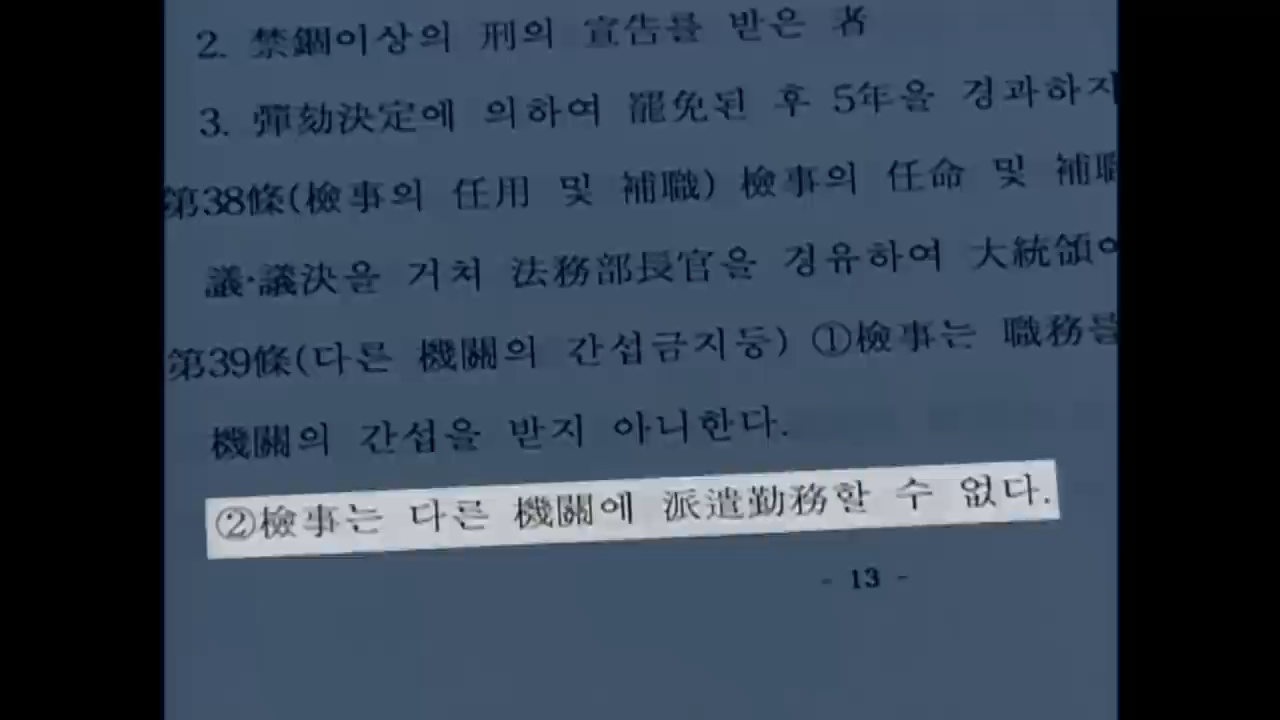 2. 禁錮이상의 刑의 宣告를 받은 者
3. 彈劾決定에 의하여 罷免된 후 5年을 경과하지
第38條(檢事의 任用 및 補職) 檢事의 任命 및 補職
議·議決을 거쳐 法務部長官을 경유하여 大統領이
第39條(다른 機關의 간섭금지등) ①檢事는 職務를
機關의 간섭을 받지 아니한다.
②檢事는 다른 機關에 派遣勤務할 수 없다.
- 13 -